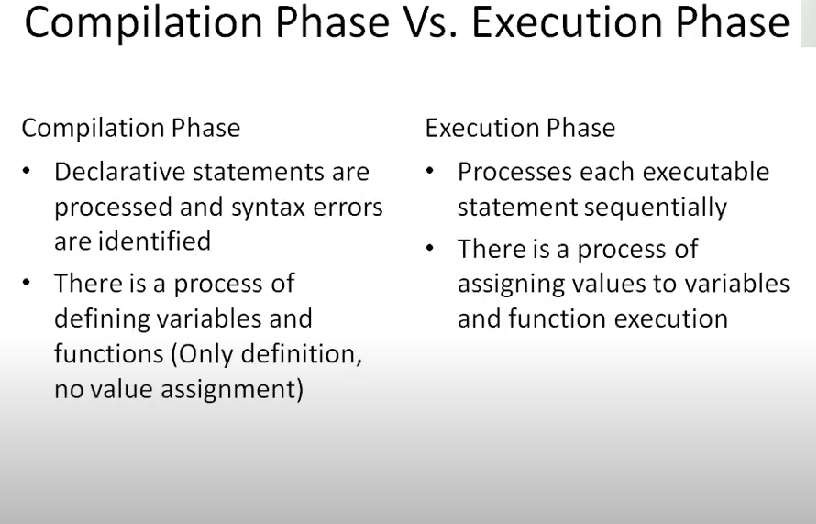 Compilation Phase Vs. Execution Phase
Compilation Phase
• Declarative statements are
processed and syntax errors
are identified
• There is a process of
defining variables and
functions (Only definition,
no value assignment)
Execution Phase
• Processes each executable
statement sequentially
• There is a process of
assigning values to variables
and function execution